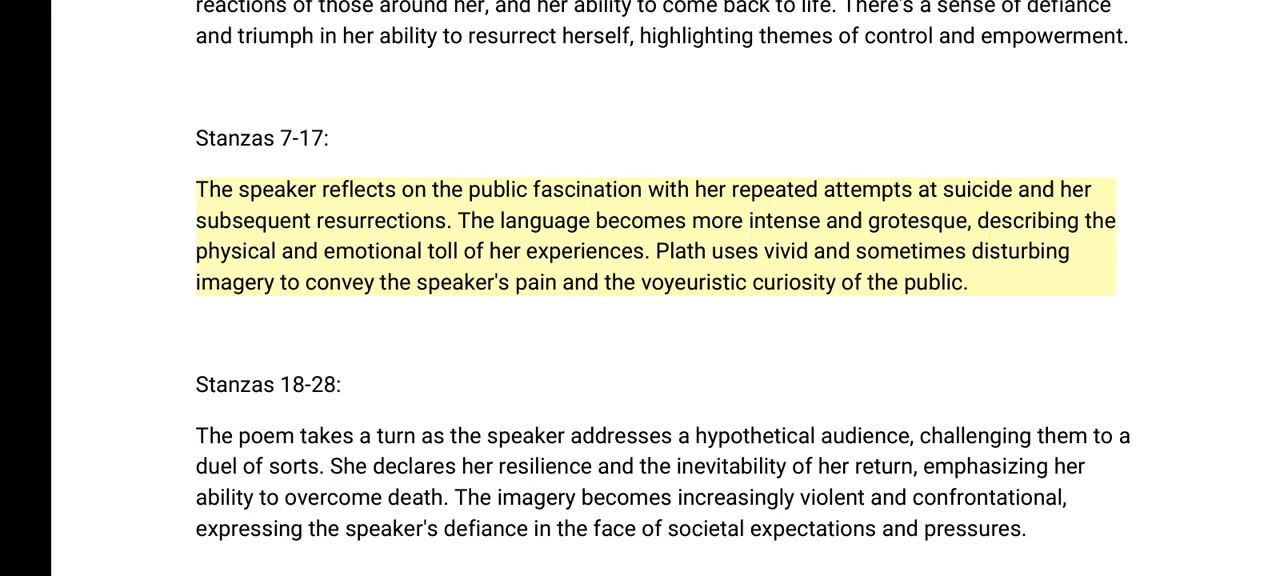 reactions of those around her, and her ability to come back to life. There's a sense of defiance
and triumph in her ability to resurrect herself, highlighting themes of control and empowerment.
Stanzas 7-17:
The speaker reflects on the public fascination with her repeated attempts at suicide and her
subsequent resurrections. The language becomes more intense and grotesque, describing the
physical and emotional toll of her experiences. Plath uses vivid and sometimes disturbing
imagery to convey the speaker's pain and the voyeuristic curiosity of the public.
Stanzas 18-28:
The poem takes a turn as the speaker addresses a hypothetical audience, challenging them to a
duel of sorts. She declares her resilience and the inevitability of her return, emphasizing her
ability to overcome death. The imagery becomes increasingly violent and confrontational,
expressing the speaker's defiance in the face of societal expectations and pressures.